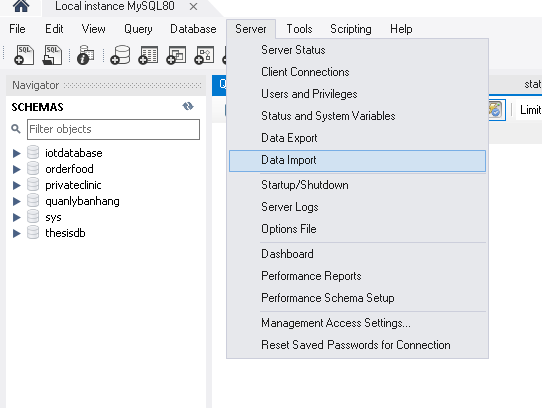 Local instance MySQL80
File Edit View Query Database Server Tools Scripting Help
Server Status
Client Connections
Users and Privileges
Status and System Variables
Data Export
Data Import
Startup/Shutdown
Server Logs
Options File
Dashboard
Performance Reports
Performance Schema Setup
Management Access Settings...
Reset Saved Passwords for Connection
SQL SQL
Navigator
SCHEMAS
Filter objects
iotdatabase
orderfood
privateclinic
quanlybanhang
sys
thesisdb
Q
stat
Limit